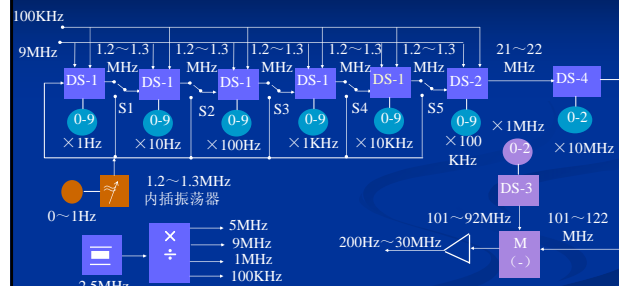 100KHz
9MHz
1.2～1.3
MHz
1.2～1.3
MHz
1.2～1.3
MHz
1.2～1.3
MHz
1.2～1.3
MHz
21～22
MHz
DS-1
DS-1
DS-1
DS-1
DS-1
DS-2
DS-4
S1
S2
S3
S4
S5
0-9
0-9
0-9
0-9
0-9
0-9
0-2
×1Hz
×10Hz
×100Hz
×1KHz
×10KHz
×100
KHz
×10MHz
×1MHz
0-2
DS-3
1.2～1.3MHz
内插振荡器
0～1Hz
×
÷
5MHz
9MHz
1MHz
100KHz
2.5MHz
101～92MHz
200Hz～30MHz
M
(-)
101～122
MHz